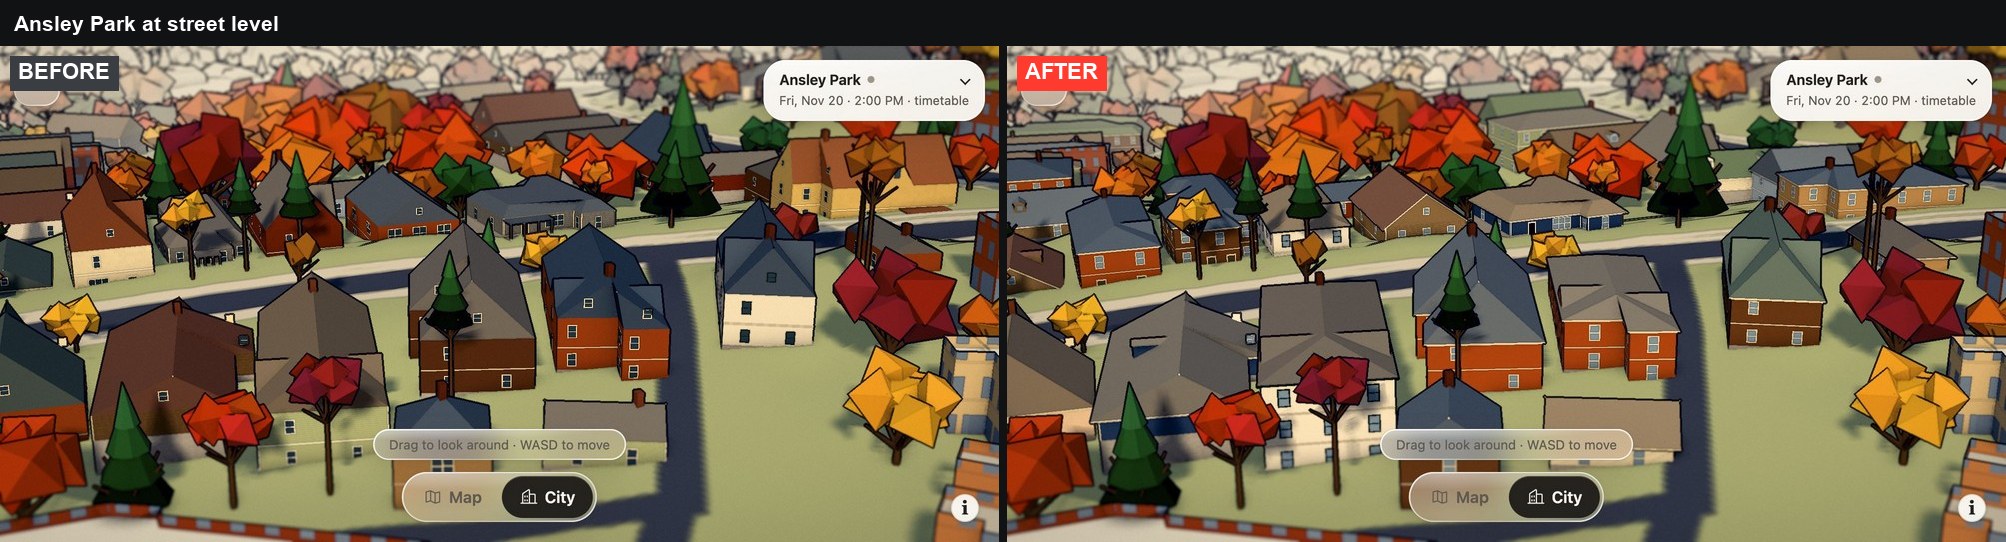 Ansley Park at street level
BEFORE
Ansley Park
Fri, Nov 20 · 2:00 PM · timetable
Drag to look around · WASD to move
Map
City
i
AFTER
Ansley Park
Fri, Nov 20 · 2:00 PM · timetable
Drag to look around · WASD to move
Map
City
i